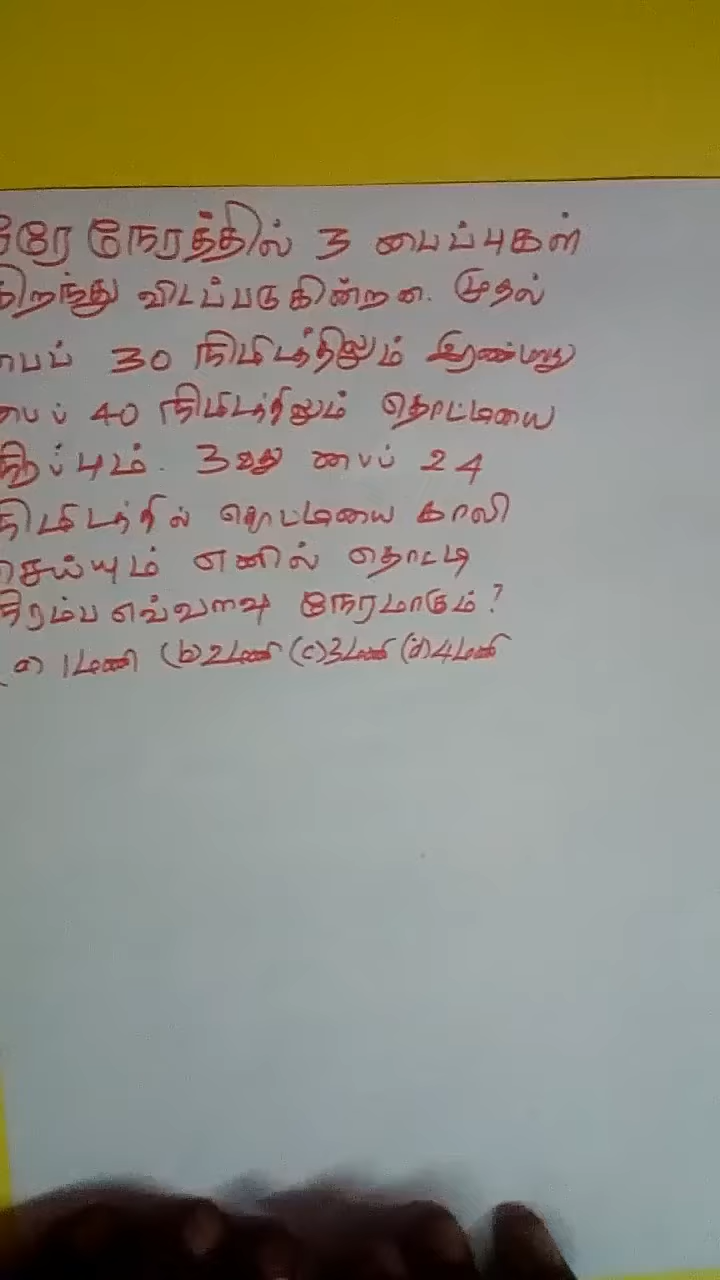 ஒரே நேரத்தில் 3 பைப்புகள்
திறந்து விடப்படுகின்றன. முதல்
பைப் 30 நிமிடத்திலும் இரண்டாவது
பைப் 40 நிமிடத்திலும் தொட்டியை
நிரப்பும். 3வது பைப் 24
நிமிடத்தில் தொட்டியை காலி
செய்யும் எனில் தொட்டி
நிரம்ப எவ்வளவு நேரமாகும்?
(a) 1மணி (b) 2மணி (c) 3மணி (d) 4மணி